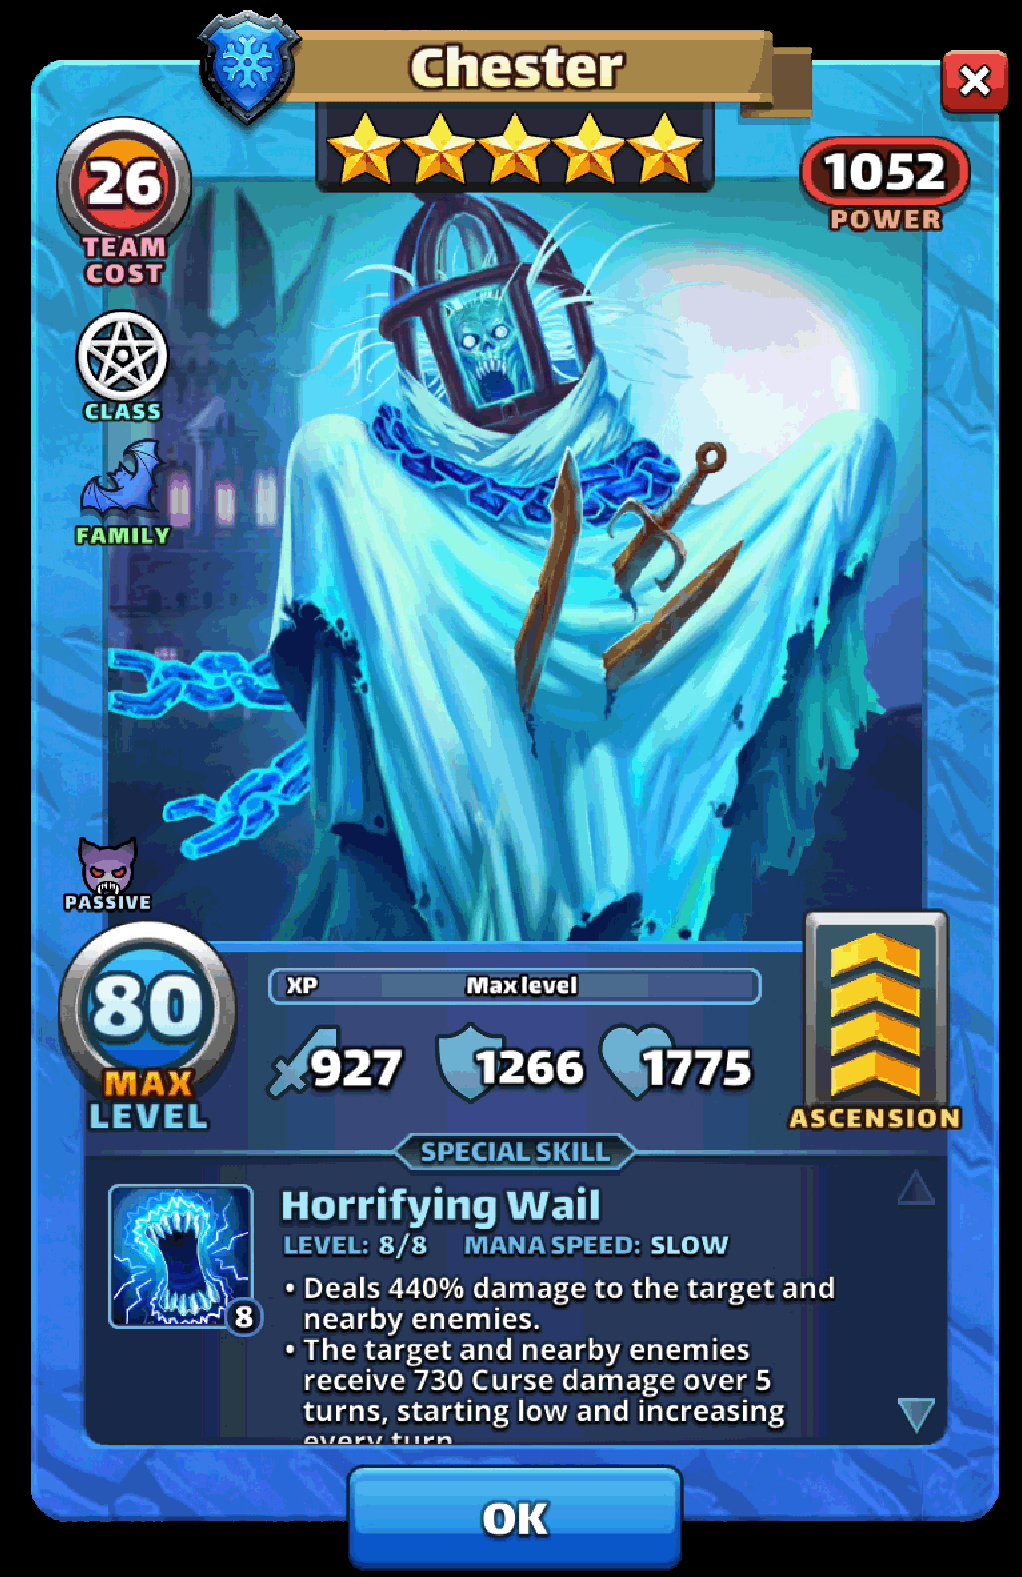 Chester
26
TEAM
COST
1052
POWER
CLASS
FAMILY
PASSIVE
80
MAX
LEVEL
XP
Max level
927
1266
1775
ASCENSION
SPECIAL SKILL
8
Horrifying Wail
LEVEL: 8/8 MANA SPEED: SLOW
• Deals 440% damage to the target and
nearby enemies.
• The target and nearby enemies
receive 730 Curse damage over 5
turns, starting low and increasing
every turn
OK